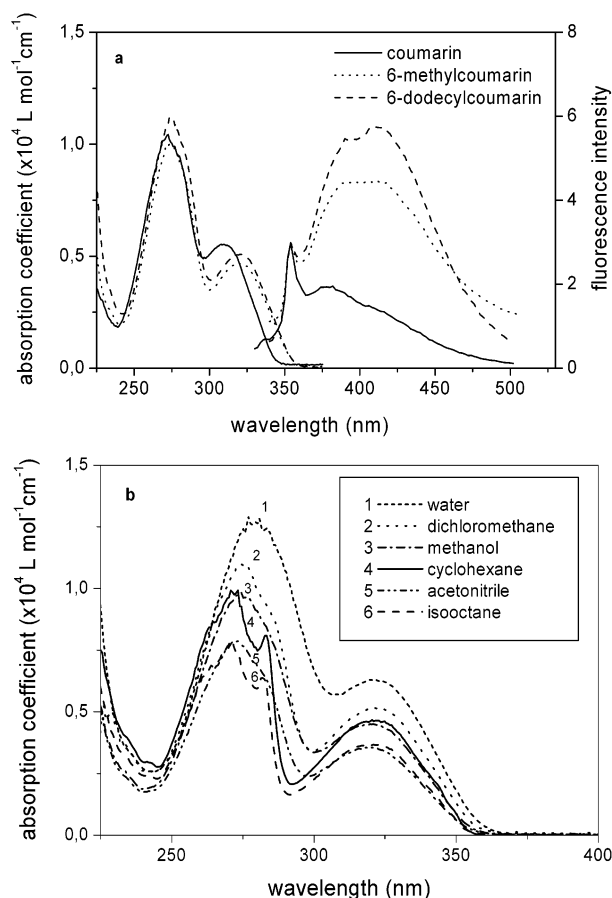 a
coumarin
6-methylcoumarin
6-dodecylcoumarin
absorption coefficient (x10⁴ L mol⁻¹cm⁻¹)
1,5
1,0
0,5
0,0
fluorescence intensity
8
6
4
2
0
250 300 350 400 450 500
wavelength (nm)
b
absorption coefficient (x10⁴ L mol⁻¹cm⁻¹)
1,5
1,0
0,5
0,0
1
2
3
4
5
6
1 water
2 dichloromethane
3 methanol
4 cyclohexane
5 acetonitrile
6 isooctane
250 300 350 400
wavelength (nm)